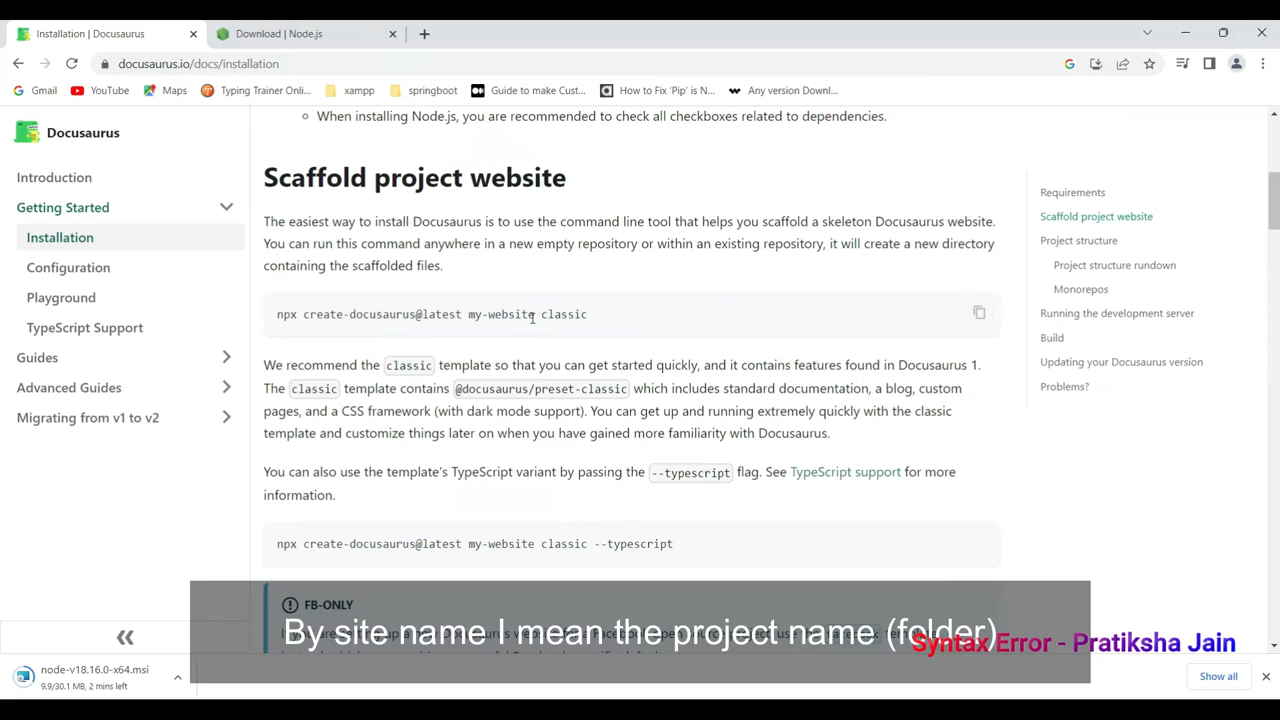 Installation | Docusaurus
Download | Node.js
docusaurus.io/docs/installation
Gmail
YouTube
Maps
Typing Trainer Onli...
xampp
springboot
Guide to make Cust...
How to Fix 'Pip' is N...
Any version Downl...
Docusaurus
Introduction
Getting Started
Installation
Configuration
Playground
TypeScript Support
Guides
Advanced Guides
Migrating from v1 to v2
When installing Node.js, you are recommended to check all checkboxes related to dependencies.
Scaffold project website
The easiest way to install Docusaurus is to use the command line tool that helps you scaffold a skeleton Docusaurus website.
You can run this command anywhere in a new empty repository or within an existing repository, it will create a new directory
containing the scaffolded files.
npx create-docusaurus@latest my-website classic
We recommend the classic template so that you can get started quickly, and it contains features found in Docusaurus 1.
The classic template contains @docusaurus/preset-classic which includes standard documentation, a blog, custom
pages, and a CSS framework (with dark mode support). You can get up and running extremely quickly with the classic
template and customize things later on when you have gained more familiarity with Docusaurus.
You can also use the template's TypeScript variant by passing the --typescript flag. See TypeScript support for more
information.
npx create-docusaurus@latest my-website classic --typescript
FB-ONLY
Requirements
Scaffold project website
Project structure
Project structure rundown
Monorepos
Running the development server
Build
Updating your Docusaurus version
Problems?
By site name I mean the project name (folder)
Syntax Error - Pratiksha Jain
node-v18.16.0-x64.msi
9.9/30.1 MB, 2 mins left
Show all